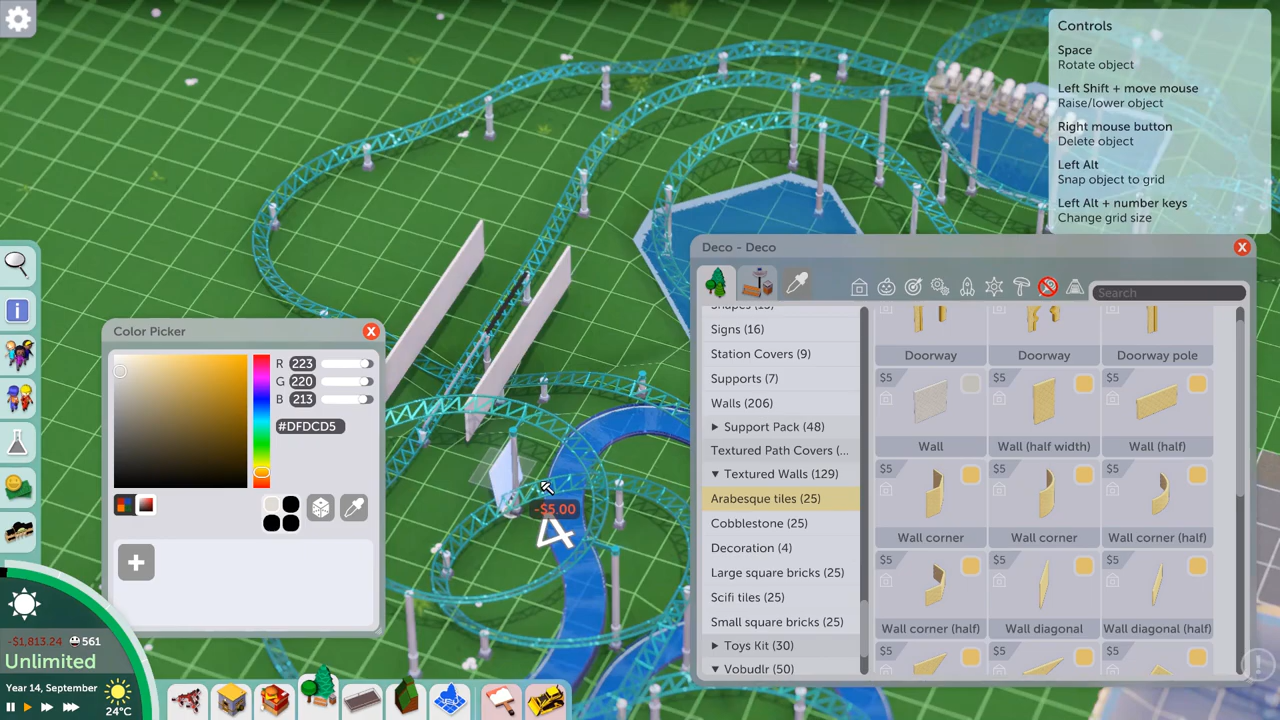 Controls
Space
Rotate object
Left Shift + move mouse
Raise/lower object
Right mouse button
Delete object
Left Alt
Snap object to grid
Left Alt + number keys
Change grid size
Deco - Deco
Search
Signs (16)
Station Covers (9)
Supports (7)
Walls (206)
Support Pack (48)
Textured Path Covers (...
Textured Walls (129)
Arabesque tiles (25)
Cobblestone (25)
Decoration (4)
Large square bricks (25)
Scifi tiles (25)
Small square bricks (25)
Toys Kit (30)
Vobudlr (50)
Doorway
Doorway
Doorway pole
$5
$5
$5
Wall
Wall (half width)
Wall (half)
$5
$5
$5
Wall corner
Wall corner
Wall corner (half)
$5
$5
$5
Wall corner (half)
Wall diagonal
Wall diagonal (half)
Color Picker
R 223
G 220
B 213
#DFDCD5
-$5.00
-$1,813.24 561
Unlimited
Year 14, September
24°C